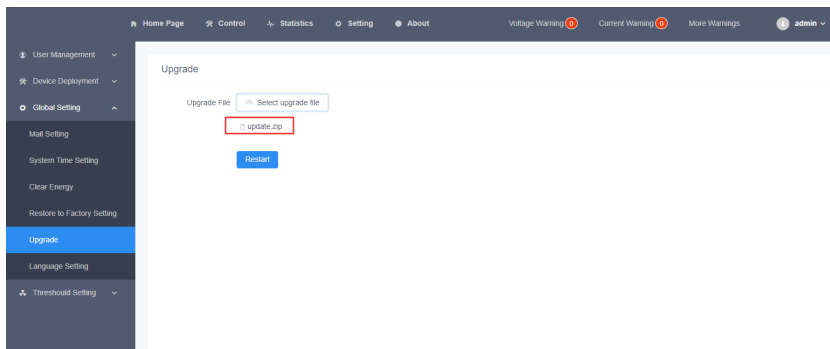 Home Page Control Statistics Setting About Voltage Warning 0 Current Warning 0 More Warnings admin
User Management
Device Deployment
Global Setting
Mail Setting
System Time Setting
Clear Energy
Restore to Factory Setting
Upgrade
Language Setting
Threshould Setting
Upgrade
Upgrade File Select upgrade file
update.zip
Restart